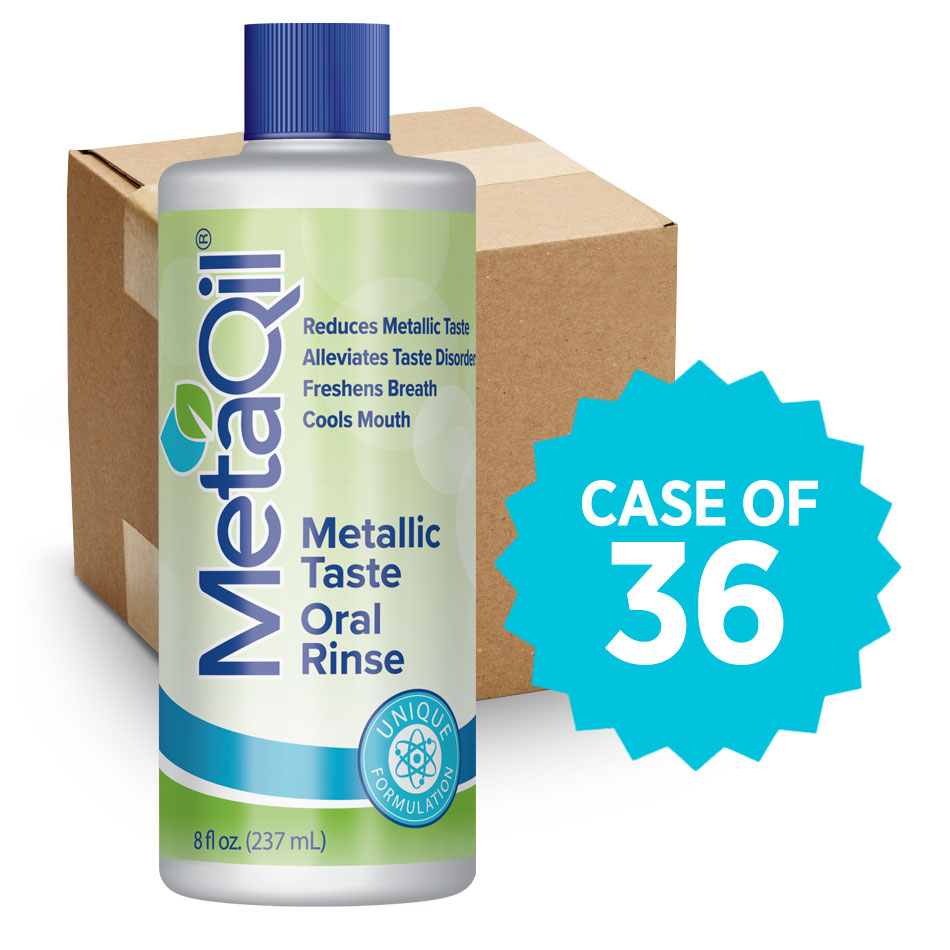 MetaQil®
Reduces Metallic Taste
Alleviates Taste Disorder
Freshens Breath
Cools Mouth
Metallic
Taste
Oral
Rinse
UNIQUE
FORMULATION
8 fl oz. (237 mL)
CASE OF
36